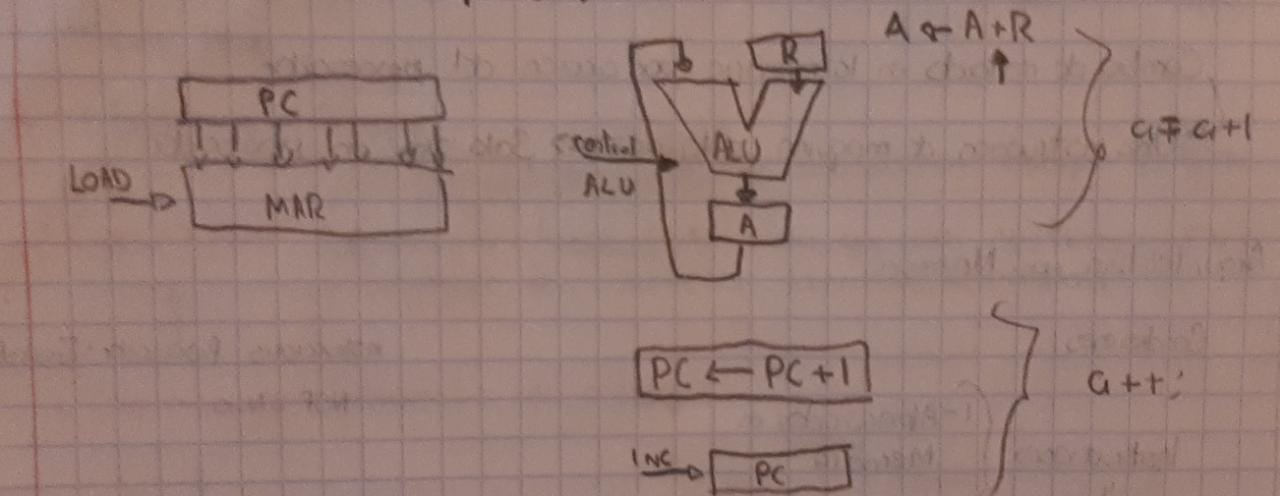 PC
LOAD
MAR
R
A ← A+R
control
ALU
ALU
A
a = a+1
PC ← PC+1
a++;
INC
PC